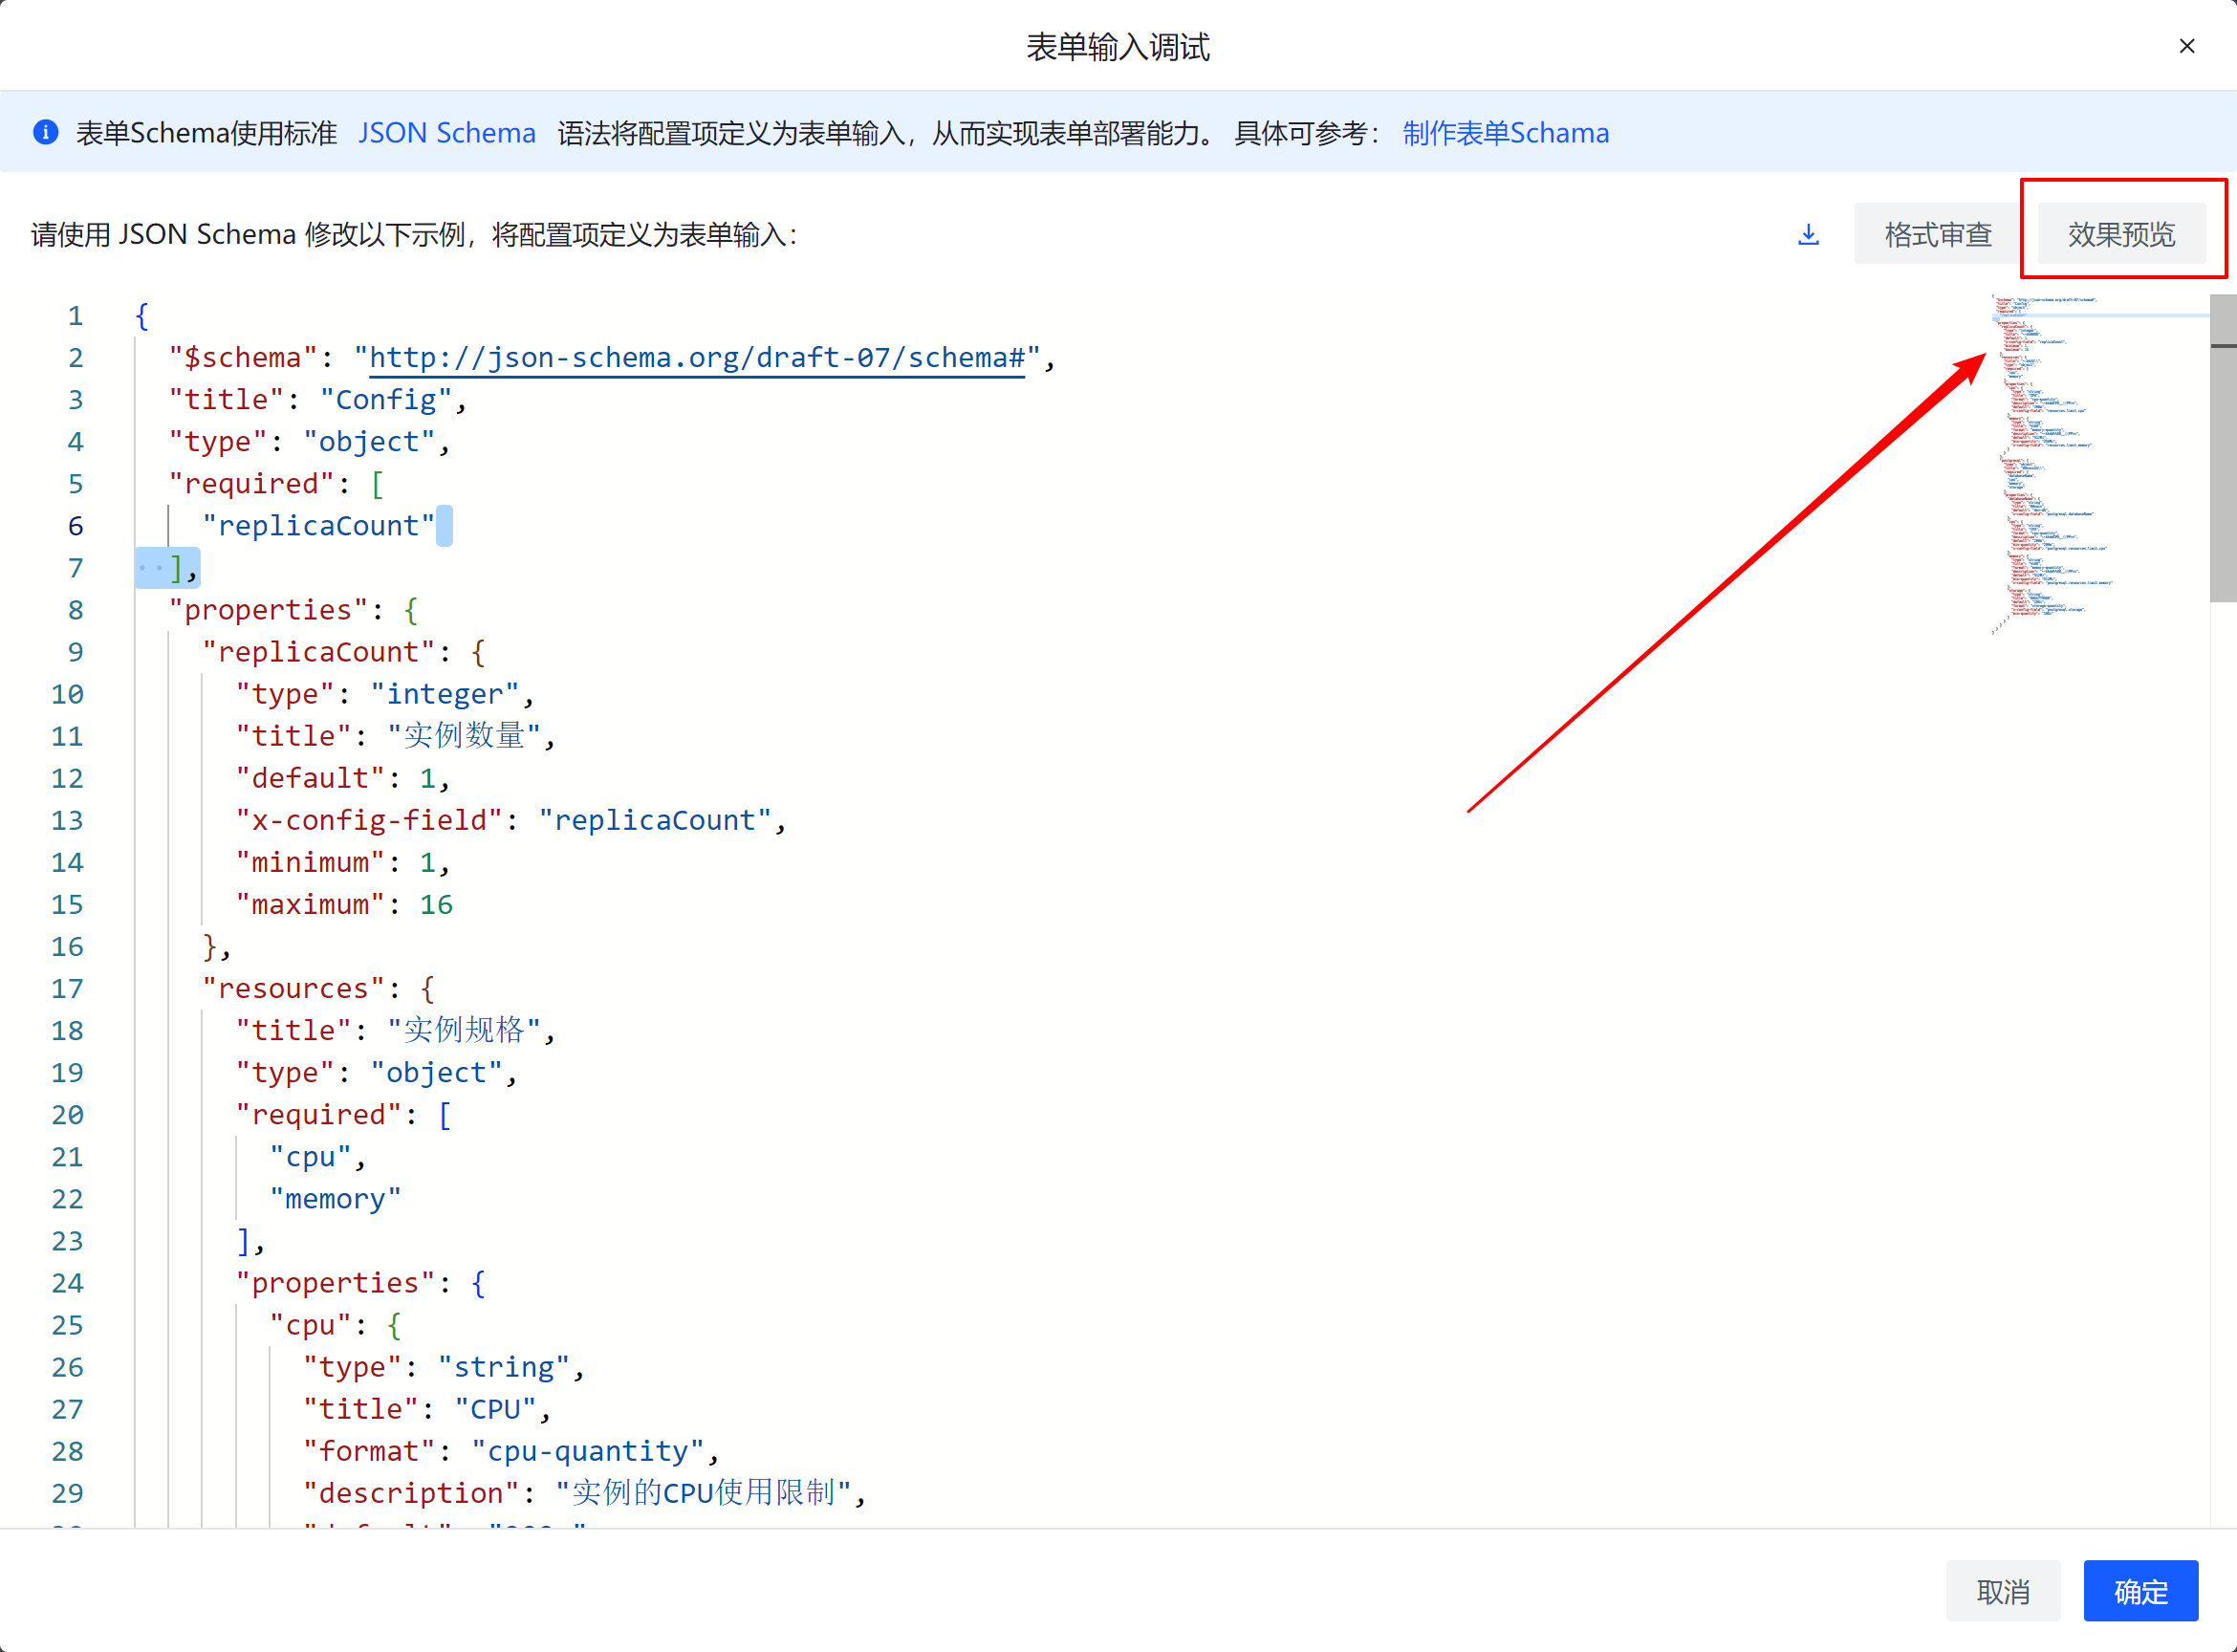 表单输入调试
表单Schema使用标准 JSON Schema 语法将配置项定义为表单输入，从而实现表单部署能力。 具体可参考： 制作表单Schama
请使用 JSON Schema 修改以下示例，将配置项定义为表单输入：
格式审查 效果预览
1 {
2 "$schema": "http://json-schema.org/draft-07/schema#",
3 "title": "Config",
4 "type": "object",
5 "required": [
6 "replicaCount"
7 ],
8 "properties": {
9 "replicaCount": {
10 "type": "integer",
11 "title": "实例数量",
12 "default": 1,
13 "x-config-field": "replicaCount",
14 "minimum": 1,
15 "maximum": 16
16 },
17 "resources": {
18 "title": "实例规格",
19 "type": "object",
20 "required": [
21 "cpu",
22 "memory"
23 ],
24 "properties": {
25 "cpu": {
26 "type": "string",
27 "title": "CPU",
28 "format": "cpu-quantity",
29 "description": "实例的CPU使用限制",
取消 确定